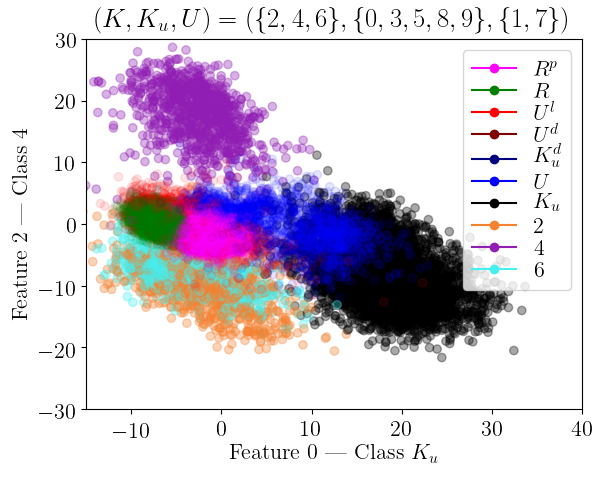 (K, K_u, U) = ({2, 4, 6}, {0, 3, 5, 8, 9}, {1, 7})
30
20
10
0
−10
−20
−30
Feature 2 — Class 4
R^p
R
U^l
U^d
K_u^d
U
K_u
2
4
6
−10
0
10
20
30
40
Feature 0 — Class K_u